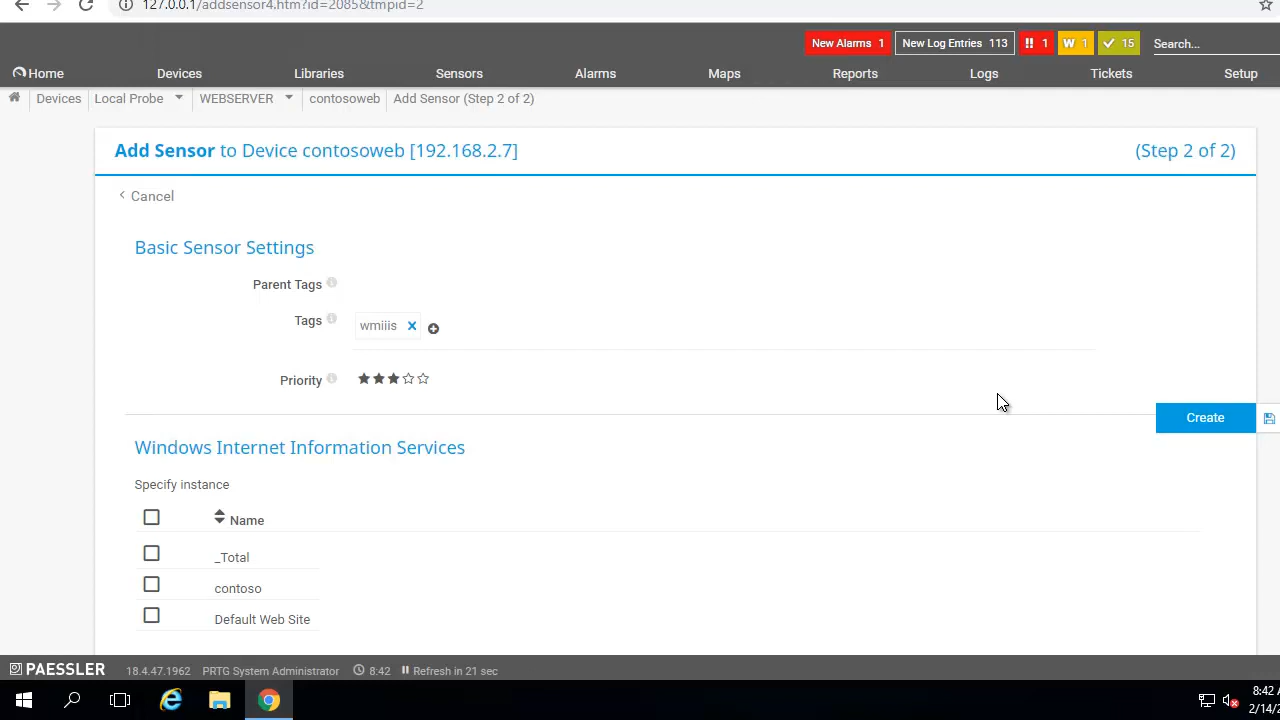 127.0.0.1/addsensor4.htm?id=2085&tmpid=2
New Alarms 1 New Log Entries 113 !! 1 W 1 15 Search...
Home Devices Libraries Sensors Alarms Maps Reports Logs Tickets Setup
Devices Local Probe WEBSERVER contosoweb Add Sensor (Step 2 of 2)
Add Sensor to Device contosoweb [192.168.2.7] (Step 2 of 2)
< Cancel
Basic Sensor Settings
Parent Tags
Tags wmiiis
Priority
Create
Windows Internet Information Services
Specify instance
Name
_Total
contoso
Default Web Site
PAESSLER 18.4.47.1962 PRTG System Administrator 8:42 Refresh in 21 sec
8:42
2/14/2